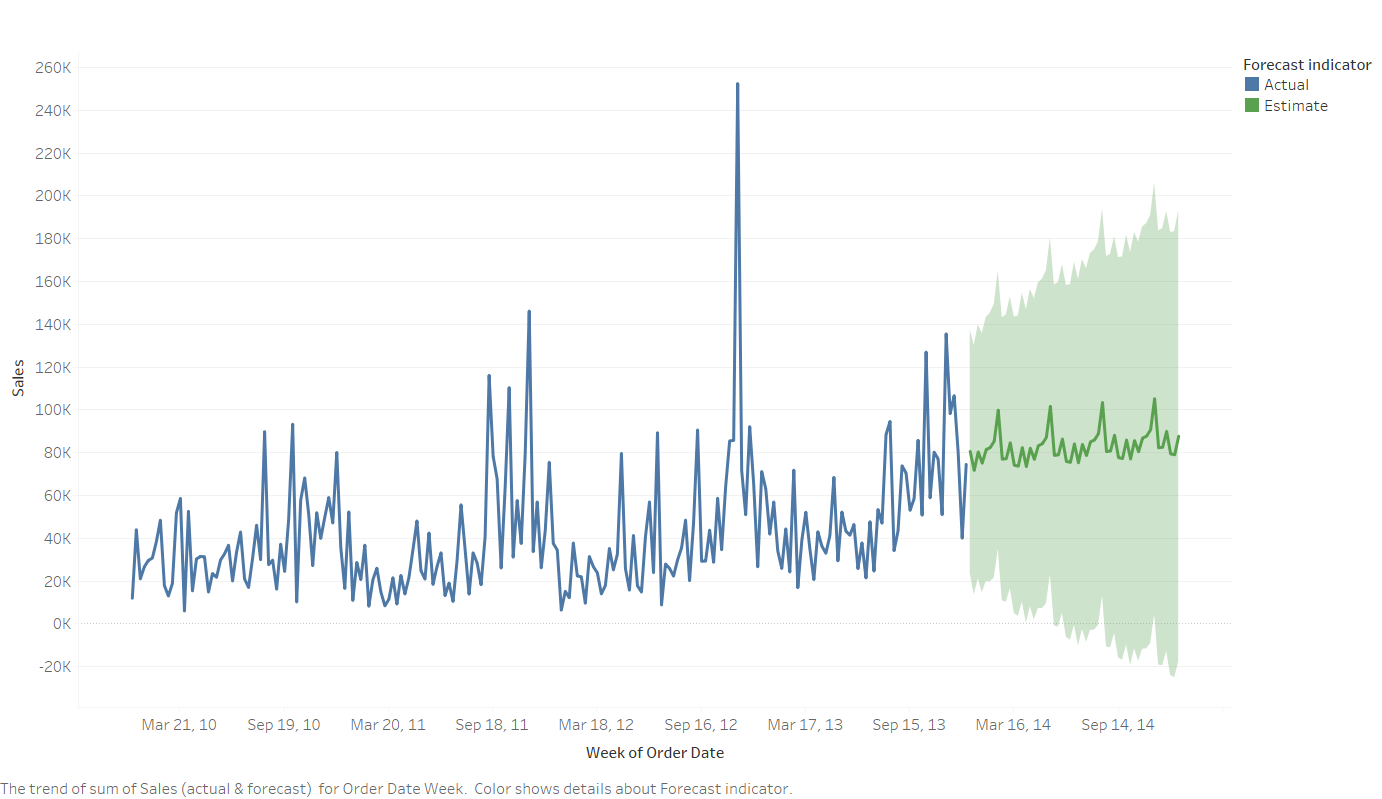 Forecast indicator
Actual
Estimate
260K
240K
220K
200K
180K
160K
140K
120K
100K
80K
60K
40K
20K
0K
-20K
Sales
Mar 21, 10 Sep 19, 10 Mar 20, 11 Sep 18, 11 Mar 18, 12 Sep 16, 12 Mar 17, 13 Sep 15, 13 Mar 16, 14 Sep 14, 14
Week of Order Date
The trend of sum of Sales (actual & forecast)  for Order Date Week.  Color shows details about Forecast indicator.